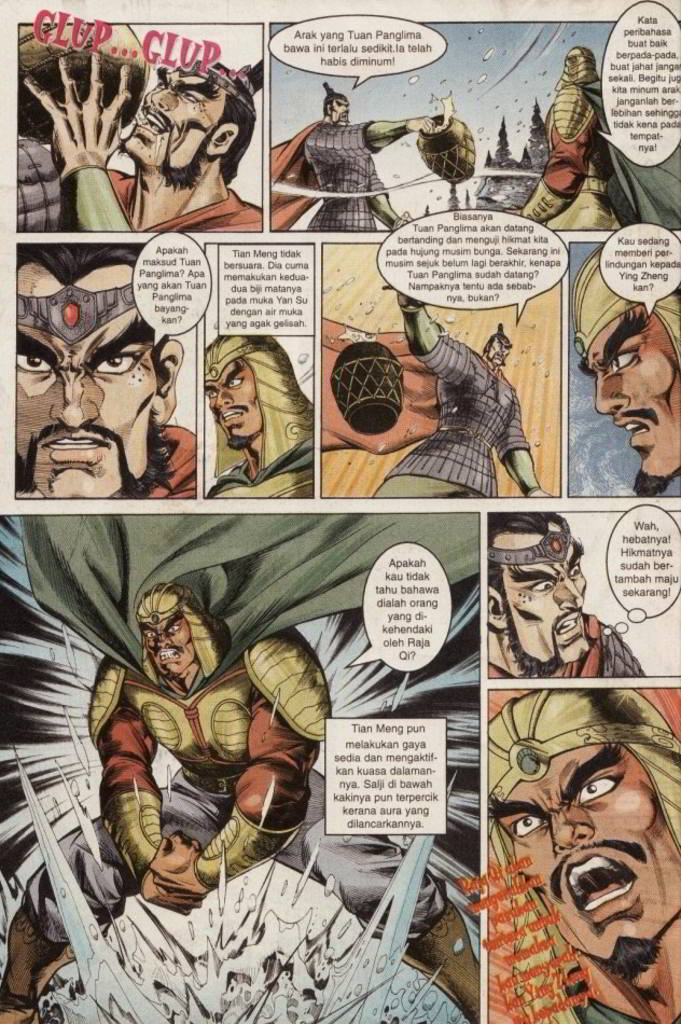 GLUP...GLUP...
Arak yang Tuan Panglima
bawa ini terlalu sedikit.Ia telah
habis diminum!
Kata
peribahasa
buat baik
berpada-pada,
buat jahat jangan
sekali. Begitu jug
kita minum arak
janganlah ber-
lebihan sehingga
tidak kena pada
tempat-
nya!
Apakah
maksud Tuan
Panglima? Apa
yang akan Tuan
Panglima
bayang-
kan?
Tian Meng tidak
bersuara. Dia cuma
memakukan kedua-
dua biji matanya
pada muka Yan Su
dengan air muka
yang agak gelisah.
Biasanya
Tuan Panglima akan datang
bertanding dan menguji hikmat kita
pada hujung musim bunga. Sekarang ini
musim sejuk belum lagi berakhir, kenapa
Tuan Panglima sudah datang?
Nampaknya tentu ada sebab-
nya, bukan?
Kau sedang
memberi per-
lindungan kepada
Ying Zheng
kan?
Apakah
kau tidak
tahu bahawa
dialah orang
yang di-
kehendaki
oleh Raja
Qi?
Tian Meng pun
melakukan gaya
sedia dan mengaktif-
kan kuasa dalaman-
nya. Salji di bawah
kakinya pun terpercik
kerana aura yang
dilancarkannya.
Wah,
hebatnya!
Hikmatnya
sudah ber-
tambah maju
sekarang!
Raja Qi